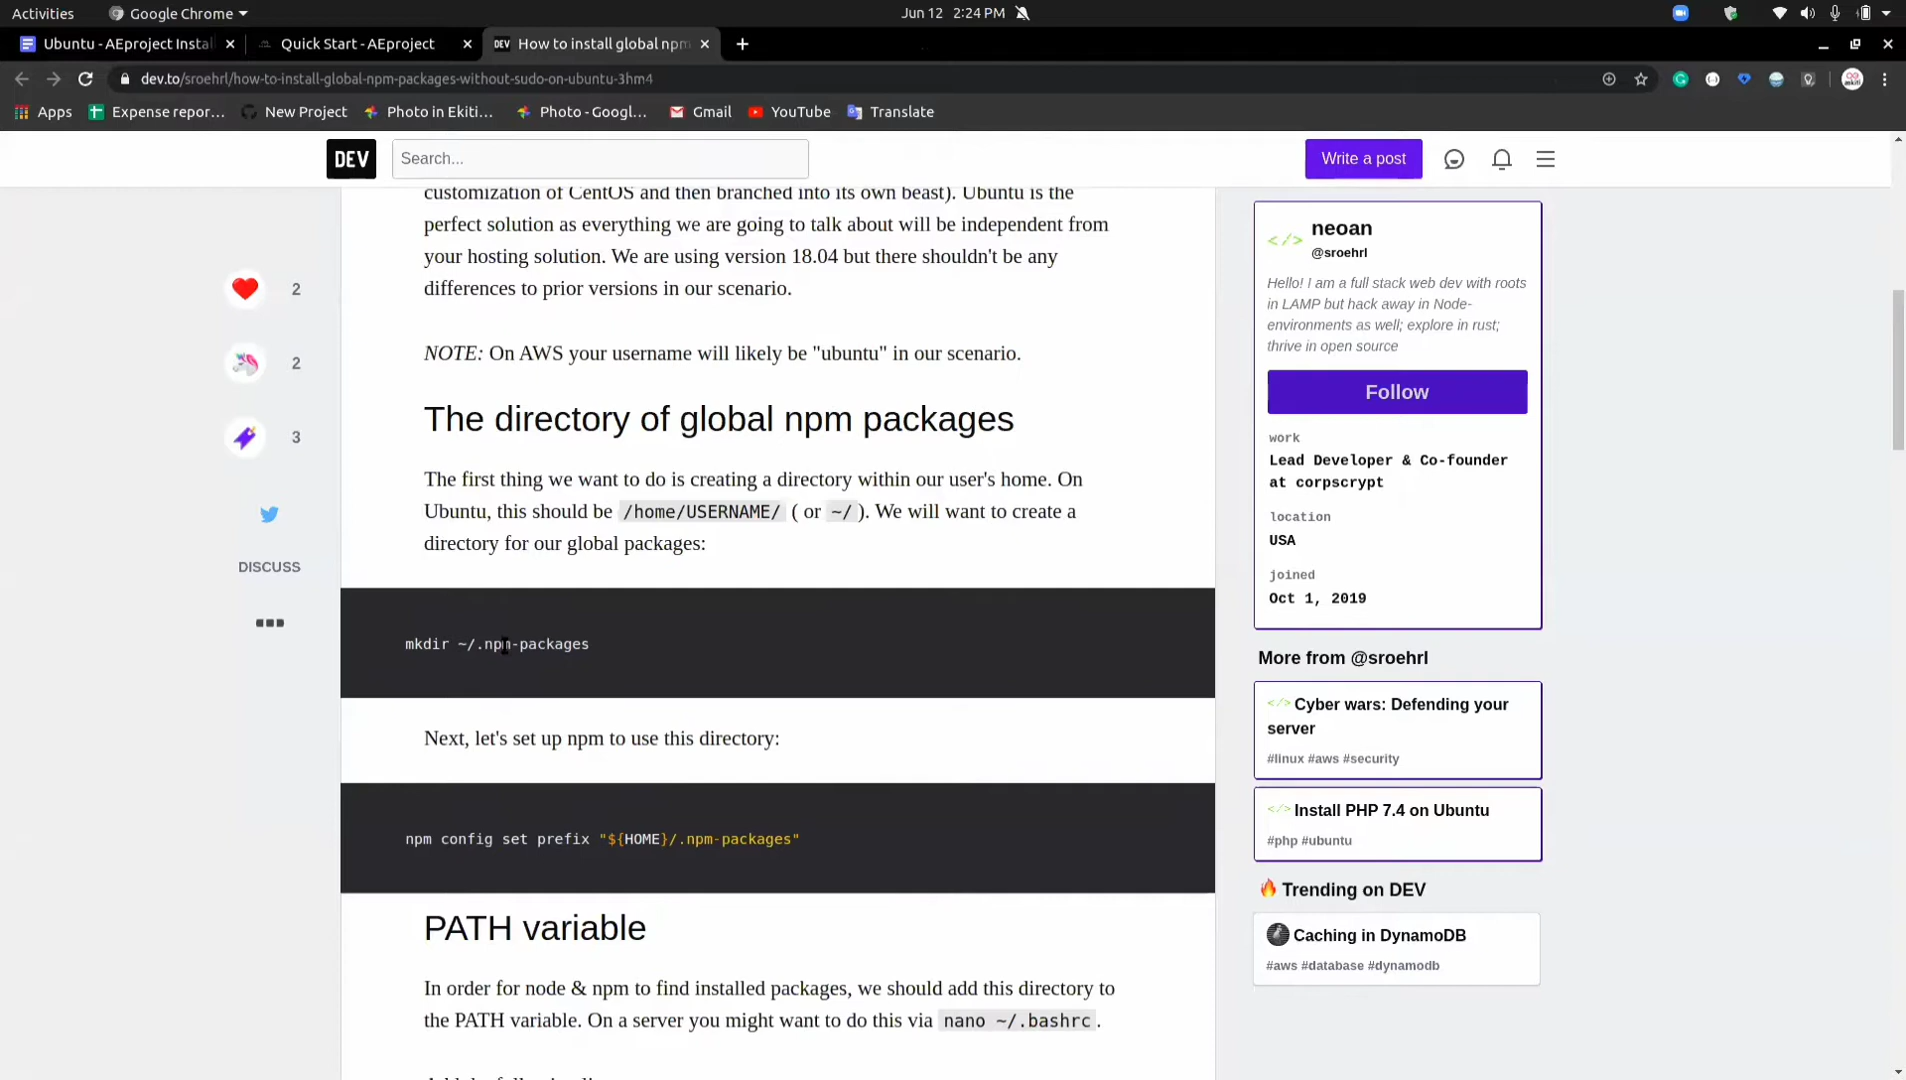 Activities
Google Chrome
Jun 12 2:24 PM
Ubuntu - AEproject Instal
Quick Start - AEproject
DEV How to install global npm
dev.to/sroehrl/how-to-install-global-npm-packages-without-sudo-on-ubuntu-3hm4
Apps
Expense repor...
New Project
Photo in Ekiti...
Photo - Googl...
Gmail
YouTube
Translate
DEV
Search...
Write a post
customization of CentOS and then branched into its own beast). Ubuntu is the
perfect solution as everything we are going to talk about will be independent from
your hosting solution. We are using version 18.04 but there shouldn't be any
differences to prior versions in our scenario.
NOTE: On AWS your username will likely be "ubuntu" in our scenario.
The directory of global npm packages
The first thing we want to do is creating a directory within our user's home. On
Ubuntu, this should be /home/USERNAME/ ( or ~/ ). We will want to create a
directory for our global packages:
mkdir ~/.npm-packages
Next, let's set up npm to use this directory:
npm config set prefix "${HOME}/.npm-packages"
PATH variable
In order for node & npm to find installed packages, we should add this directory to
the PATH variable. On a server you might want to do this via nano ~/.bashrc .
2
2
3
DISCUSS
</> neoan
@sroehrl
Hello! I am a full stack web dev with roots
in LAMP but hack away in Node-
environments as well; explore in rust;
thrive in open source
Follow
work
Lead Developer & Co-founder
at corpscrypt
location
USA
joined
Oct 1, 2019
More from @sroehrl
</> Cyber wars: Defending your
server
#linux #aws #security
</> Install PHP 7.4 on Ubuntu
#php #ubuntu
Trending on DEV
Caching in DynamoDB
#aws #database #dynamodb